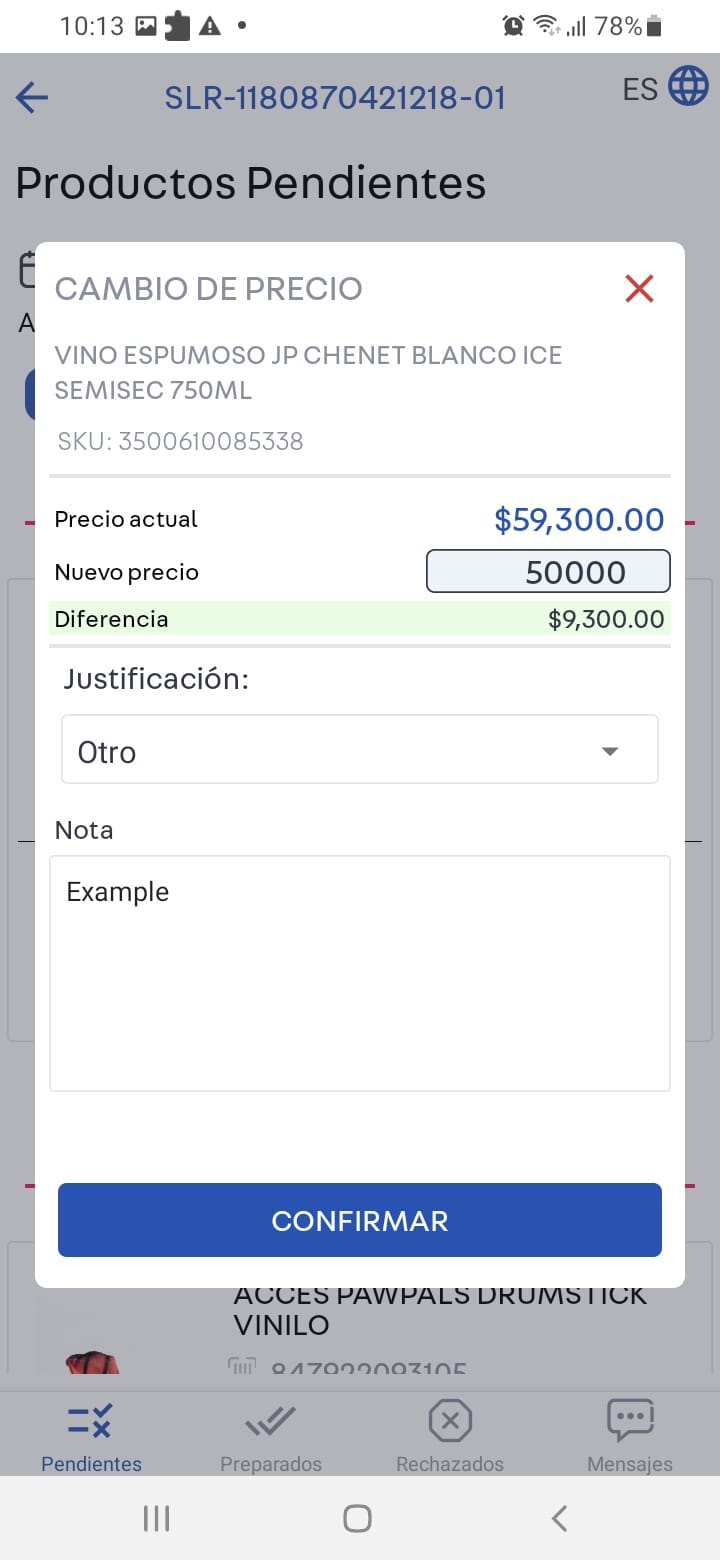 10:13
78%
SLR-1180870421218-01
ES
Productos Pendientes
A
CAMBIO DE PRECIO
VINO ESPUMOSO JP CHENET BLANCO ICE
SEMISEC 750ML
SKU: 3500610085338
Precio actual
$59,300.00
Nuevo precio
50000
Diferencia
$9,300.00
Justificación:
Otro
Nota
Example
CONFIRMAR
ACCES PAWPALS DRUMSTICK
VINILO
847922093105
Pendientes
Preparados
Rechazados
Mensajes